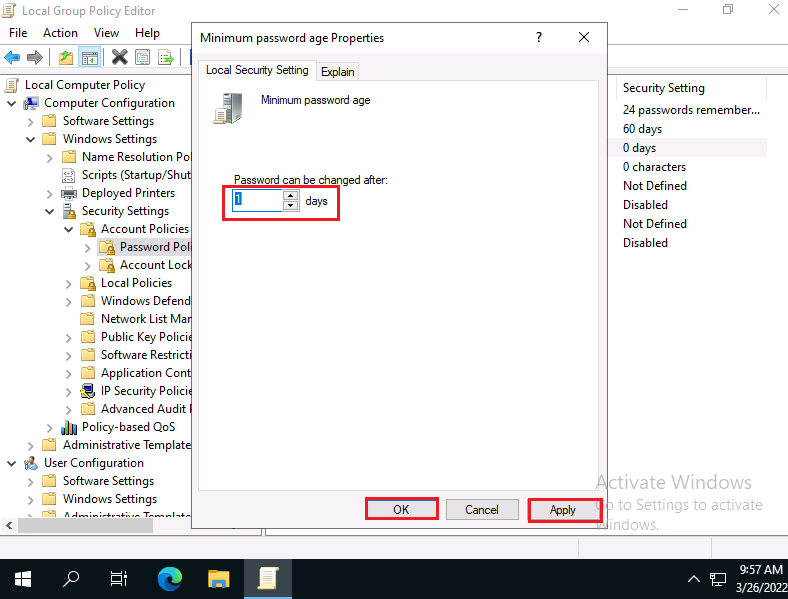 Local Group Policy Editor
File Action View Help
Local Computer Policy
Computer Configuration
Software Settings
Windows Settings
Name Resolution Pol
Scripts (Startup/Shut
Deployed Printers
Security Settings
Account Policies
Password Poli
Account Lock
Local Policies
Windows Defend
Network List Mar
Public Key Policie
Software Restricti
Application Cont
IP Security Policie
Advanced Audit P
Policy-based QoS
Administrative Template
User Configuration
Software Settings
Windows Settings
Administrative Template
Minimum password age Properties
?
Local Security Setting Explain
Minimum password age
Password can be changed after:
1 days
OK Cancel Apply
Security Setting
24 passwords remember...
60 days
0 days
0 characters
Not Defined
Disabled
Not Defined
Disabled
Activate Windows
Go to Settings to activate
Windows.
9:57 AM
3/26/2022